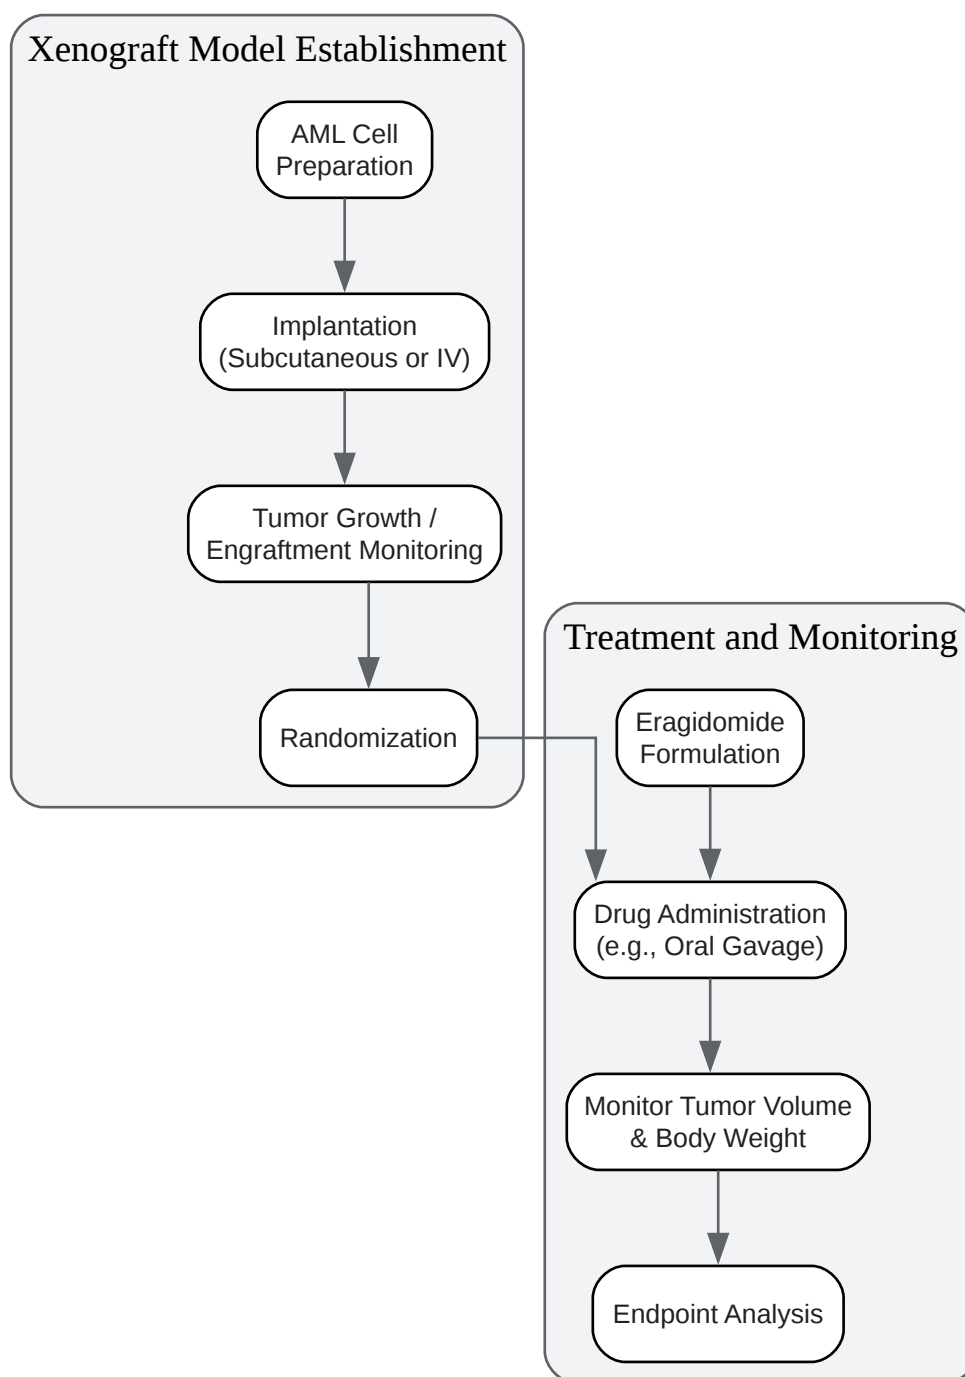 Xenograft Model Establishment
AML Cell
Preparation
Implantation
(Subcutaneous or IV)
Tumor Growth /
Engraftment Monitoring
Randomization
Treatment and Monitoring
Eragidomide
Formulation
Drug Administration
(e.g., Oral Gavage)
Monitor Tumor Volume
& Body Weight
Endpoint Analysis